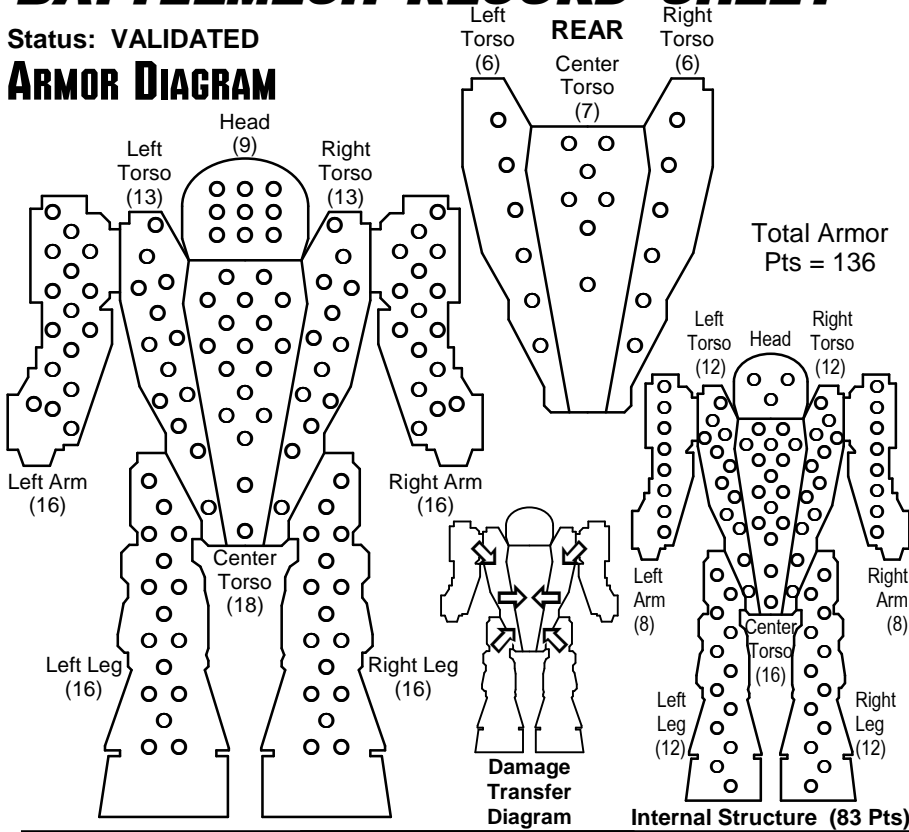 BATTLEMECH RECORD SHEET
Status: VALIDATED
ARMOR DIAGRAM
Left
Torso
(6)
REAR
Center
Torso
(7)
Right
Torso
(6)
Left
Torso
(13)
Head
(9)
Right
Torso
(13)
Total Armor
Pts = 136
Left Arm
(16)
Right Arm
(16)
Center
Torso
(18)
Left Leg
(16)
Right Leg
(16)
Damage
Transfer
Diagram
Left
Torso
(12)
Head
Right
Torso
(12)
Left
Arm
(8)
Right
Arm
(8)
Center
Torso
(16)
Left
Leg
(12)
Right
Leg
(12)
Internal Structure (83 Pts)